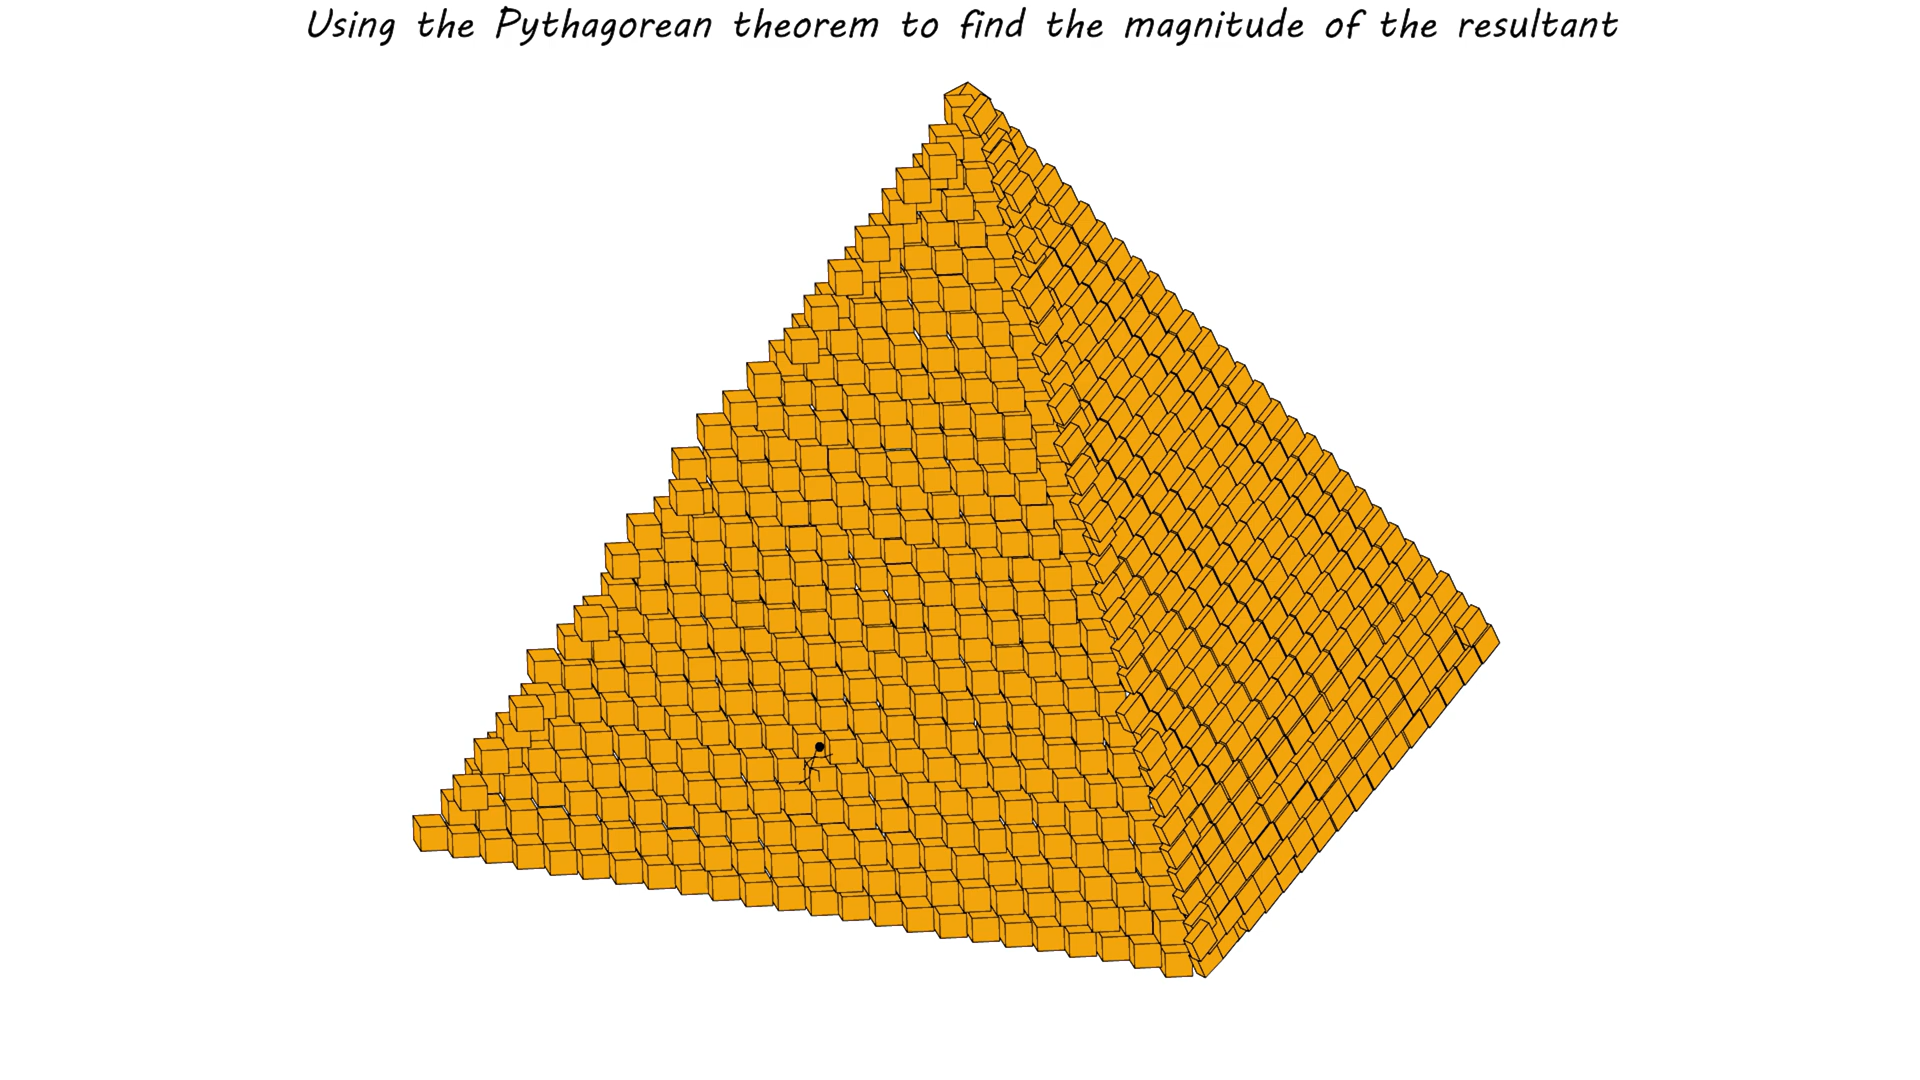 Using the Pythagorean theorem to find the magnitude of the resultant